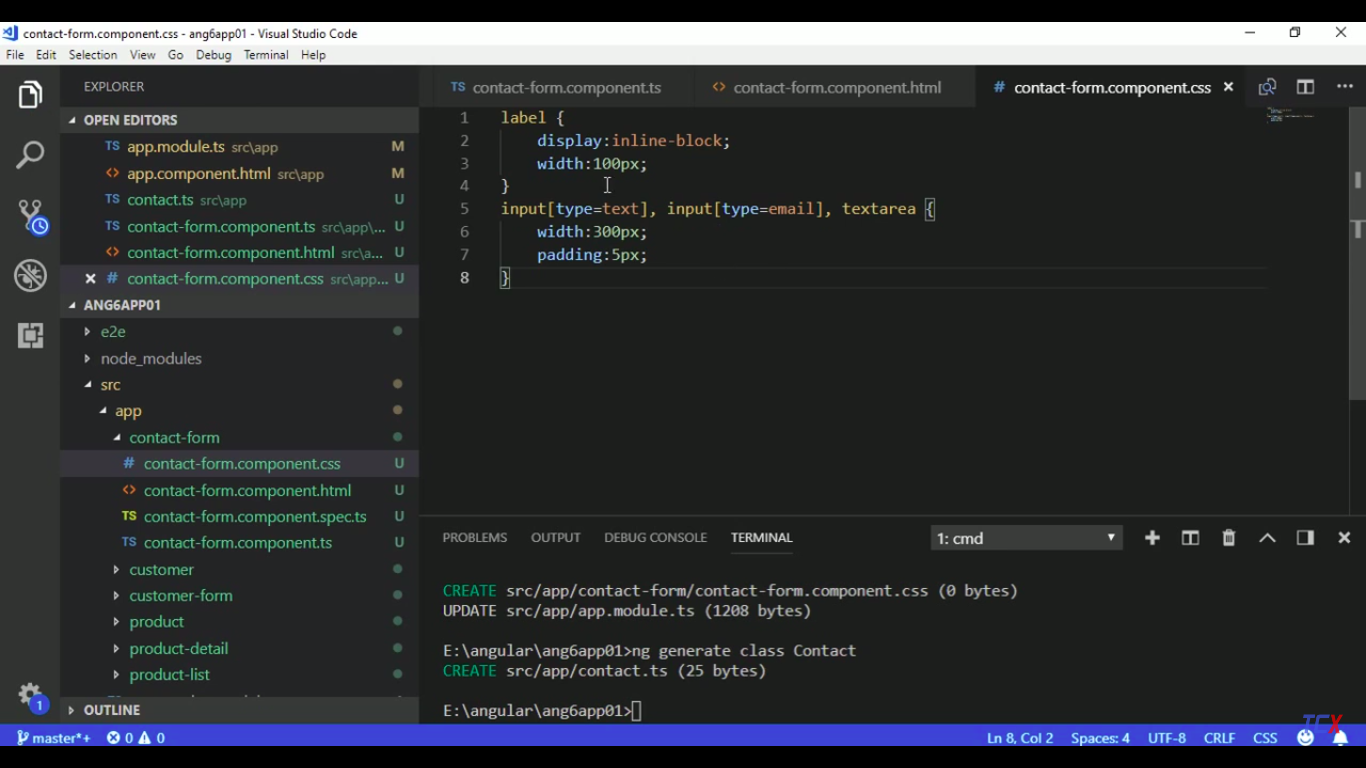 contact-form.component.css - ang6app01 - Visual Studio Code
File Edit Selection View Go Debug Terminal Help
EXPLORER
OPEN EDITORS
TS app.module.ts src\app M
<> app.component.html src\app M
TS contact.ts src\app U
TS contact-form.component.ts src\app\... U
<> contact-form.component.html src\a... U
# contact-form.component.css src\app... U
ANG6APP01
e2e
node_modules
src
app
contact-form
# contact-form.component.css U
<> contact-form.component.html U
TS contact-form.component.spec.ts U
TS contact-form.component.ts U
customer
customer-form
product
product-detail
product-list
OUTLINE
1
TS contact-form.component.ts <> contact-form.component.html # contact-form.component.css
1 label {
2 display:inline-block;
3 width:100px;
4 }
5 input[type=text], input[type=email], textarea {
6 width:300px;
7 padding:5px;
8 }
PROBLEMS OUTPUT DEBUG CONSOLE TERMINAL 1: cmd
CREATE src/app/contact-form/contact-form.component.css (0 bytes)
UPDATE src/app/app.module.ts (1208 bytes)
E:\angular\ang6app01>ng generate class Contact
CREATE src/app/contact.ts (25 bytes)
E:\angular\ang6app01>
TCX
master*+ 0 0 Ln 8, Col 2 Spaces: 4 UTF-8 CRLF CSS